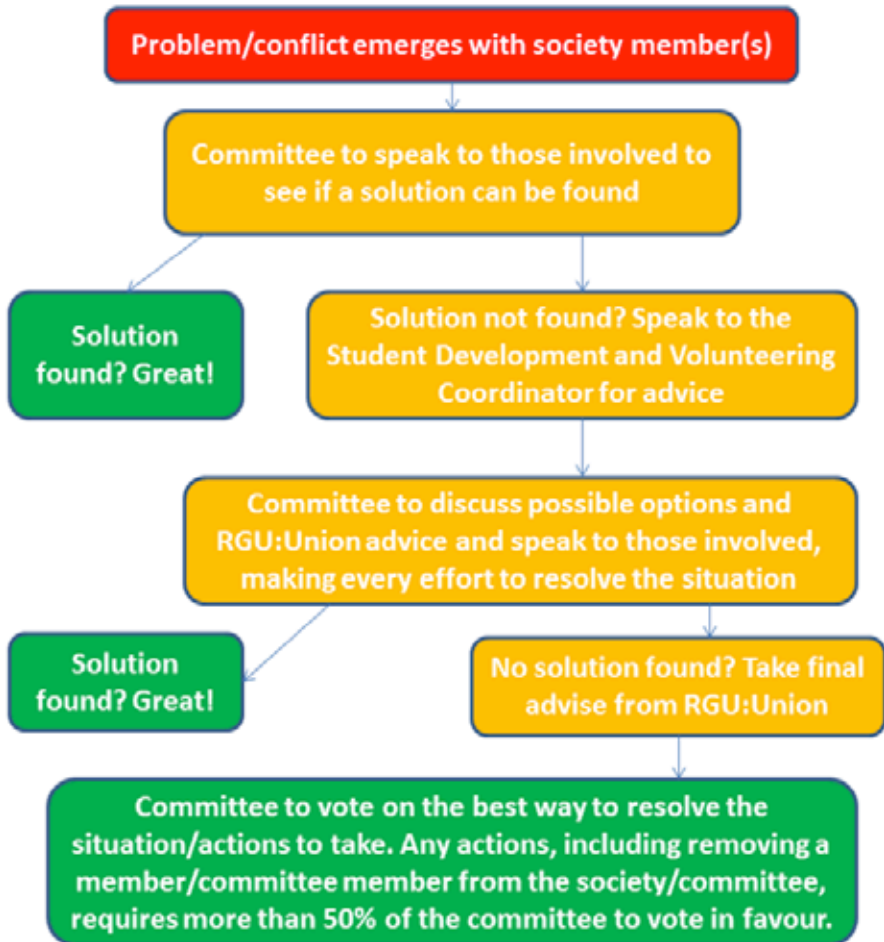 Problem/conflict emerges with society member(s)
Committee to speak to those involved to
see if a solution can be found
Solution
found? Great!
Solution not found? Speak to the
Student Development and Volunteering
Coordinator for advice
Committee to discuss possible options and
RGU:Union advice and speak to those involved,
making every effort to resolve the situation
Solution
found? Great!
No solution found? Take final
advise from RGU:Union
Committee to vote on the best way to resolve the
situation/actions to take. Any actions, including removing a
member/committee member from the society/committee,
requires more than 50% of the committee to vote in favour.